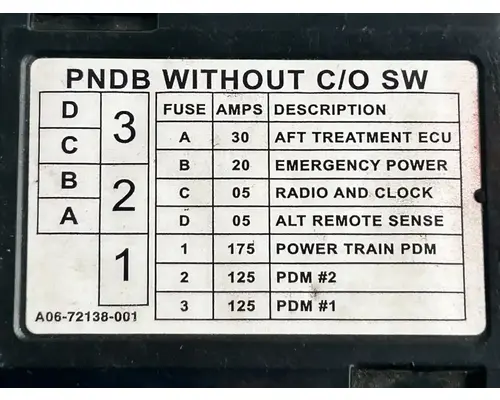 PNDB WITHOUT C/O SW
D
C
B
A
3
2
1
FUSE AMPS DESCRIPTION
A 30 AFT TREATMENT ECU
B 20 EMERGENCY POWER
C 05 RADIO AND CLOCK
D 05 ALT REMOTE SENSE
1 175 POWER TRAIN PDM
2 125 PDM #2
3 125 PDM #1
A06-72138-001